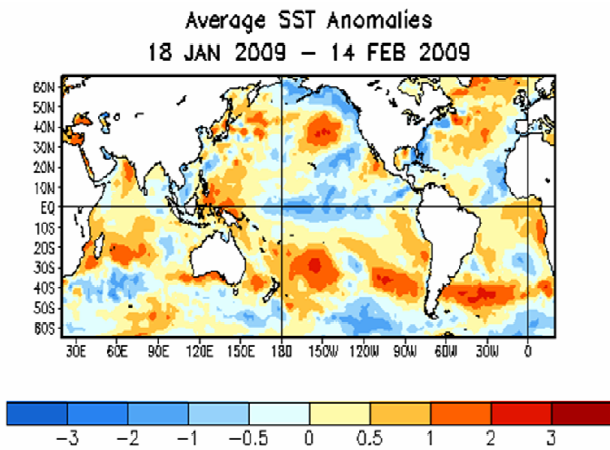 Average SST Anomalies
18 JAN 2009 – 14 FEB 2009
60N
50N
40N
30N
20N
10N
EQ
10S
20S
30S
40S
50S
60S
30E 60E 90E 120E 150E 180 150W 120W 90W 60W 30W 0
-3 -2 -1 -0.5 0 0.5 1 2 3